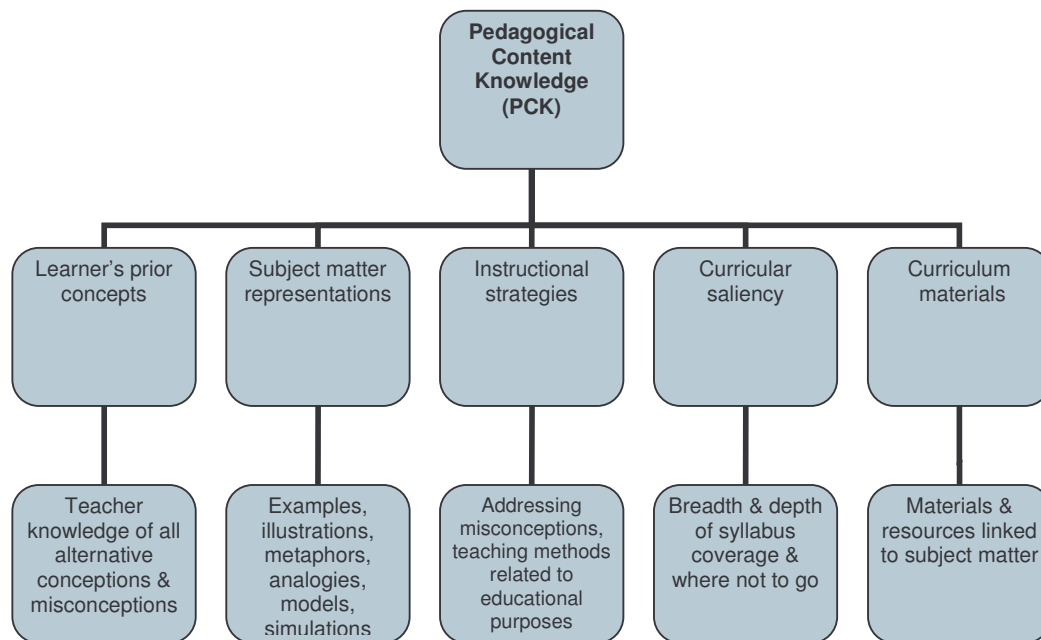 Pedagogical
Content
Knowledge
(PCK)
Learner’s prior
concepts
Subject matter
representations
Instructional
strategies
Curricular
saliency
Curriculum
materials
Teacher
knowledge of all
alternative
conceptions &
misconceptions
Examples,
illustrations,
metaphors,
analogies,
models,
simulations
Addressing
misconceptions,
teaching methods
related to
educational
purposes
Breadth & depth
of syllabus
coverage &
where not to go
Materials &
resources linked
to subject matter